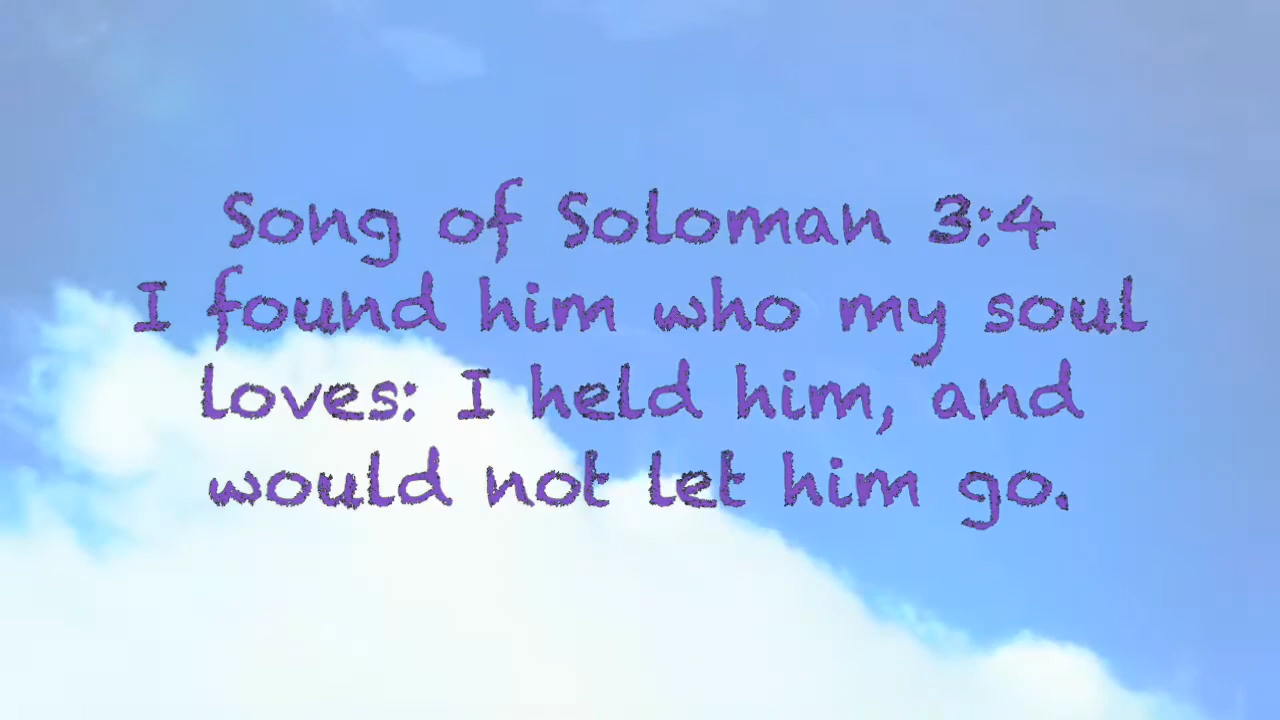 Song of Soloman 3:4
I found him who my soul
loves: I held him, and
would not let him go.